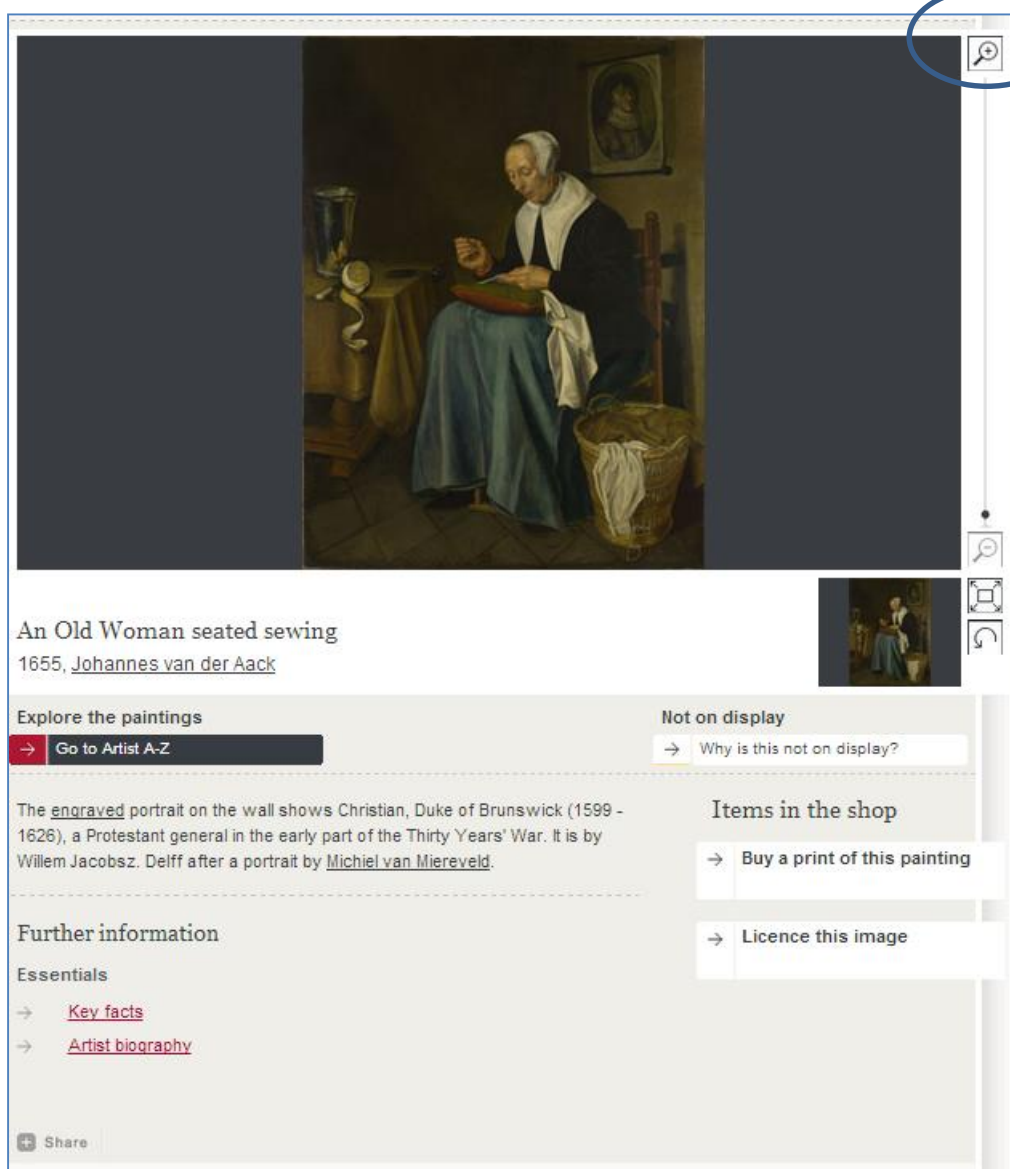 An Old Woman seated sewing
1655, Johannes van der Aack
Explore the paintings
Go to Artist A-Z
Not on display
Why is this not on display?
The engraved portrait on the wall shows Christian, Duke of Brunswick (1599 -
1626), a Protestant general in the early part of the Thirty Years' War. It is by
Willem Jacobsz. Delff after a portrait by Michiel van Miereveld.
Items in the shop
Buy a print of this painting
Licence this image
Further information
Essentials
Key facts
Artist biography
Share